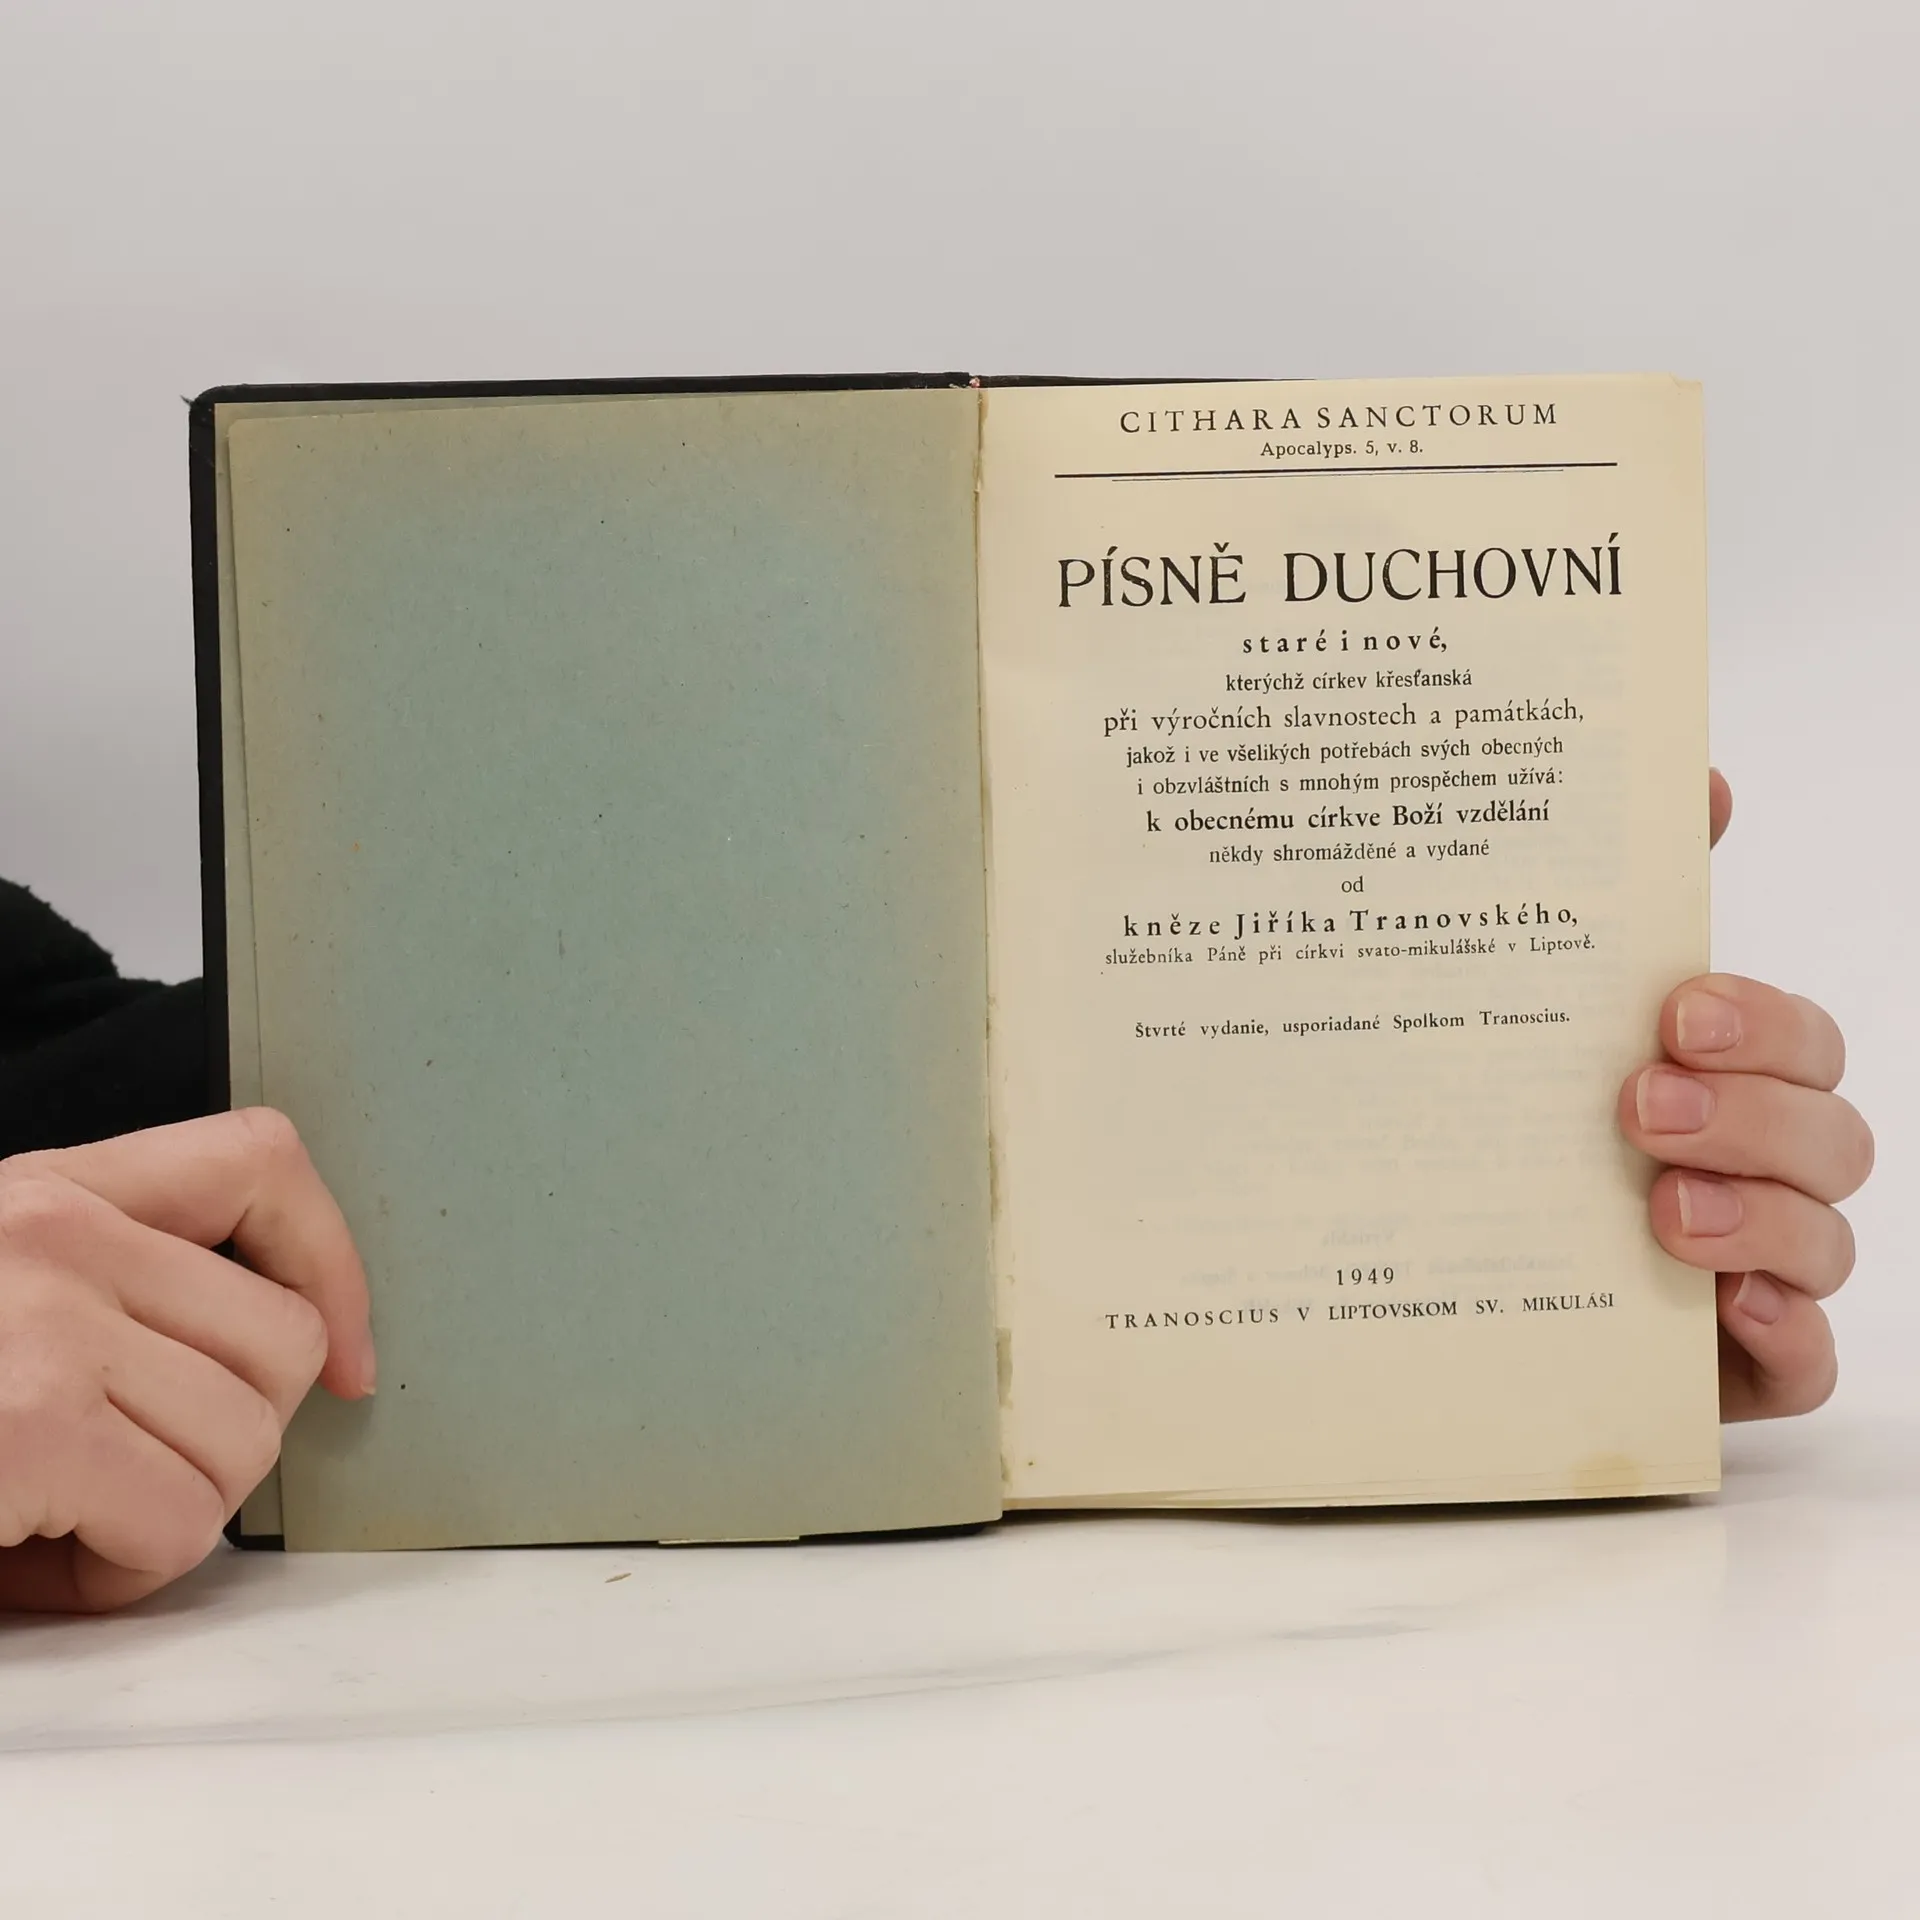 CITHARA SANCTORUM
Apocalyps. 5, v. 8.
PÍSNĚ DUCHOVNÍ
staré i nové,
kterýchž církev křesťanská
při výročních slavnostech a památkách,
jakož i ve všelikých potřebách svých obecných
i obzvláštních s mnohým prospěchem užívá:
k obecnému církve Boží vzdělání
někdy shromážděné a vydané
od
kněze Jiříka Tranovského,
služebníka Páně při církvi svato-mikulášské v Liptově.
Štvrté vydanie, usporiadané Spolkom Tranoscius.
1949
TRANOSCIUS V LIPTOVSKOM SV. MIKULÁŠI